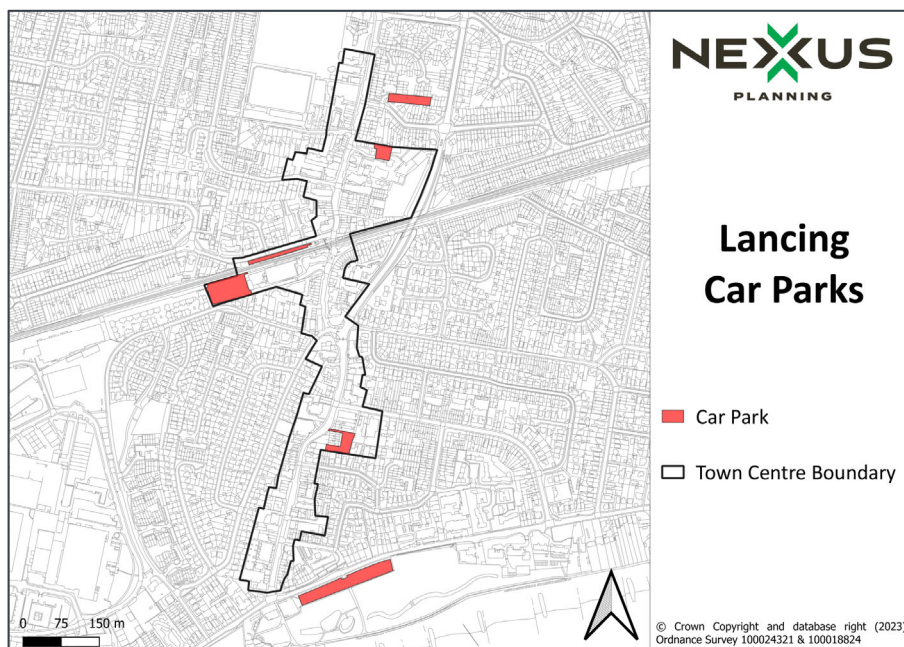 NEXUS
PLANNING
Lancing
Car Parks
Car Park
Town Centre Boundary
0 75 150 m
© Crown Copyright and database right (2023)
Ordnance Survey 100024321 & 100018824